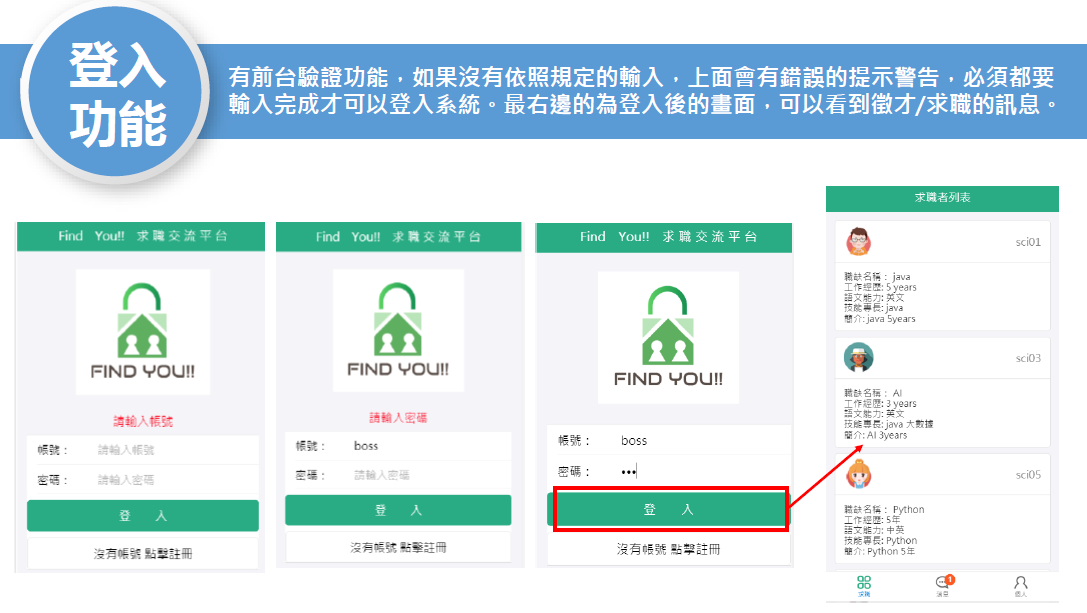 登入
功能
有前台驗證功能，如果沒有依照規定的輸入，上面會有錯誤的提示警告，必須都要
輸入完成才可以登入系統。最右邊的為登入後的畫面，可以看到徵才/求職的訊息。
Find You!! 求職交流平台
FIND YOU!!
請輸入帳號
帳號： 請輸入帳號
密碼： 請輸入密碼
登 入
沒有帳號 點擊註冊
Find You!! 求職交流平台
FIND YOU!!
請輸入密碼
帳號： boss
密碼： 請輸入密碼
登 入
沒有帳號 點擊註冊
Find You!! 求職交流平台
FIND YOU!!
帳號： boss
密碼： •••
登 入
沒有帳號 點擊註冊
求職者列表
sci01
職缺名稱： java
工作經歷: 5 years
語文能力: 英文
技能專長: java
簡介: java 5years
sci03
職缺名稱： AI
工作經歷: 3 years
語文能力: 英文
技能專長: java 大數據
簡介: AI 3years
sci05
職缺名稱： Python
工作經歷: 5年
語文能力: 中英
技能專長: Python
簡介: Python 5年
1
求職 消息 個人